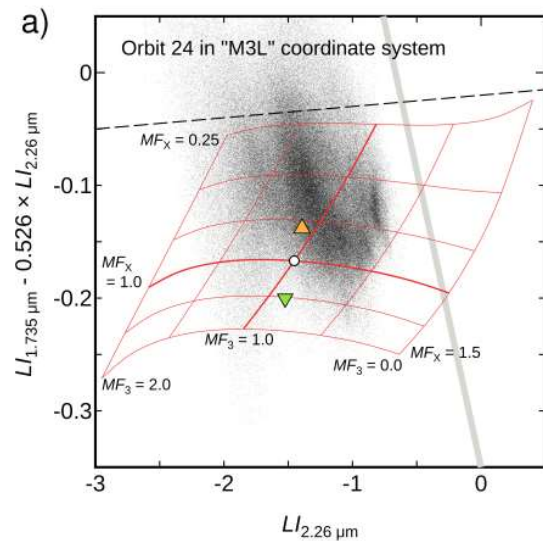 a)
Orbit 24 in "M3L" coordinate system
0
-0.1
-0.2
-0.3
LI1.735 μm - 0.526 × LI2.26 μm
MFX = 0.25
MFX
= 1.0
MF3 = 1.0
MF3 = 0.0
MFX = 1.5
MF3 = 2.0
-3
-2
-1
0
LI2.26 μm